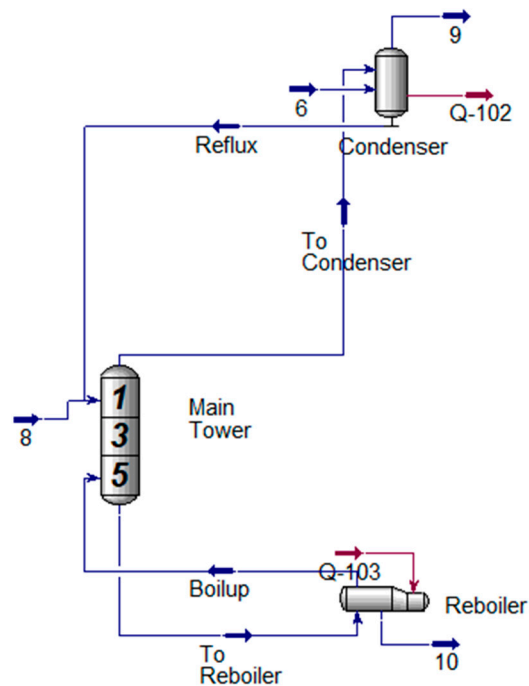 9
6
Q-102
Reflux
Condenser
To
Condenser
1
3
5
Main
Tower
8
Q-103
Boilup
Reboiler
To
Reboiler
10